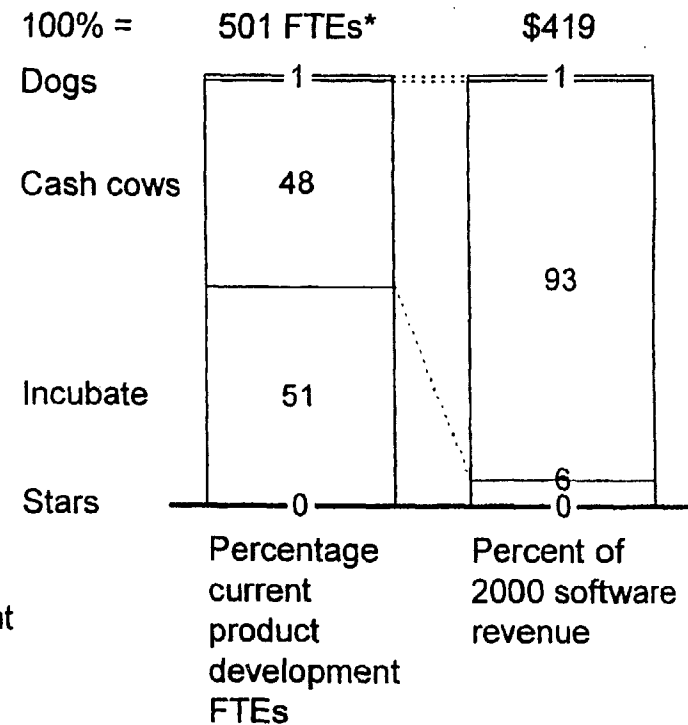 100% = 501 FTEs* $419
Dogs 1 1
Cash cows 48
93
Incubate 51
6
Stars 0 0
Percentage Percent of
current 2000 software
nt product revenue
development
FTEs